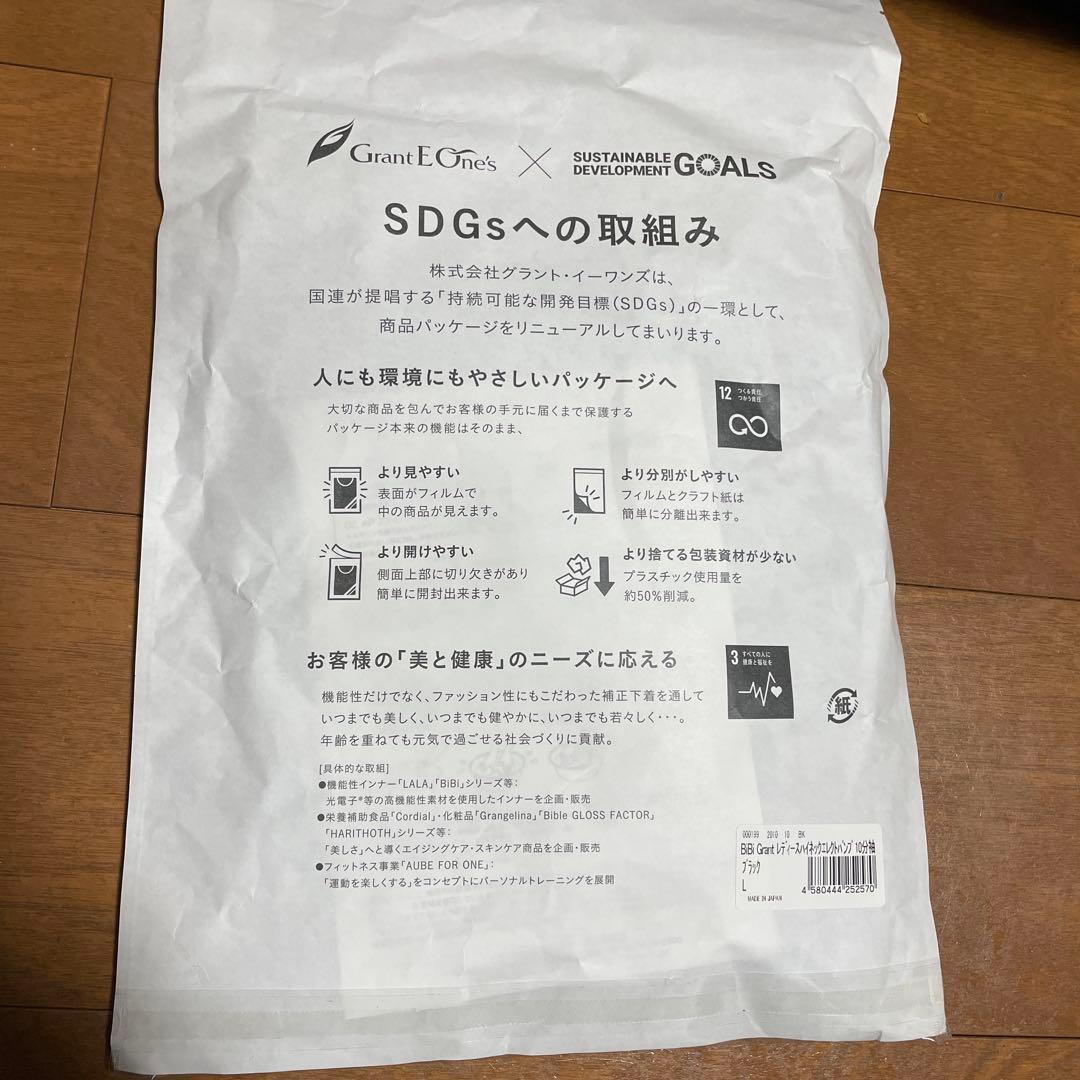 Grant E One's × SUSTAINABLE DEVELOPMENT GOALS
SDGsへの取組み
株式会社グラント・イーワンズは、
国連が提唱する「持続可能な開発目標(SDGs)」の一環として、
商品パッケージをリニューアルしてまいります。
人にも環境にもやさしいパッケージへ
12 つくる責任 つかう責任
大切な商品を包んでお客様の手元に届くまで保護する
パッケージ本来の機能はそのまま、
より見やすい
表面がフィルムで
中の商品が見えます。
より分別がしやすい
フィルムとクラフト紙は
簡単に分離出来ます。
より開けやすい
側面上部に切り欠きがあり
簡単に開封出来ます。
より捨てる包装資材が少ない
プラスチック使用量を
約50%削減。
お客様の「美と健康」のニーズに応える
3 すべての人に 健康と福祉を
機能性だけでなく、ファッション性にもこだわった補正下着を通して
いつまでも美しく、いつまでも健やかに、いつまでも若々しく・・・。
年齢を重ねても元気で過ごせる社会づくりに貢献。
紙
[具体的な取組]
●機能性インナー「LALA」「BiBi」シリーズ等:
光電子®等の高機能性素材を使用したインナーを企画・販売
●栄養補助食品「Cordial」・化粧品「Grangelina」「Bible GLOSS FACTOR」
「HARITHOTH」シリーズ等:
「美しさ」へと導くエイジングケア・スキンケア商品を企画・販売
●フィットネス事業「AUBE FOR ONE」:
「運動を楽しくする」をコンセプトにパーソナルトレーニングを展開
000199 2010 10 BK
BiBi Grant レディースハイネックエレクトハンプ 10分袖
ブラック
L
4 580444 252570
MADE IN JAPAN